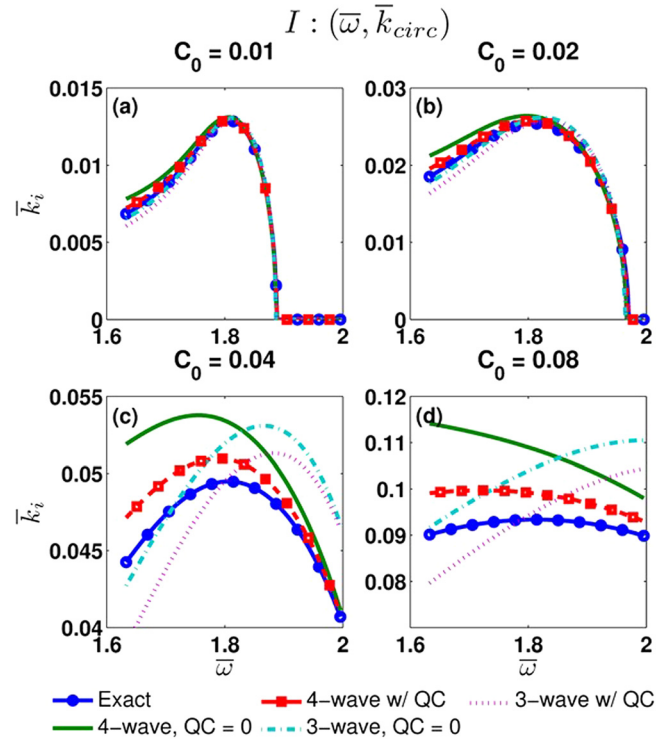 I : (ω̅, k̅circ)
C0 = 0.01
C0 = 0.02
(a)
0.015
0.01
0.005
0
k̅i
1.6
1.8
2
ω̅
(b)
0.03
0.02
0.01
0
1.6
1.8
2
ω̅
C0 = 0.04
C0 = 0.08
(c)
0.055
0.05
0.045
0.04
k̅i
1.6
1.8
2
ω̅
(d)
0.12
0.11
0.1
0.09
0.08
1.6
1.8
2
ω̅
Exact
4-wave w/ QC
3-wave w/ QC
4-wave, QC = 0
3-wave, QC = 0